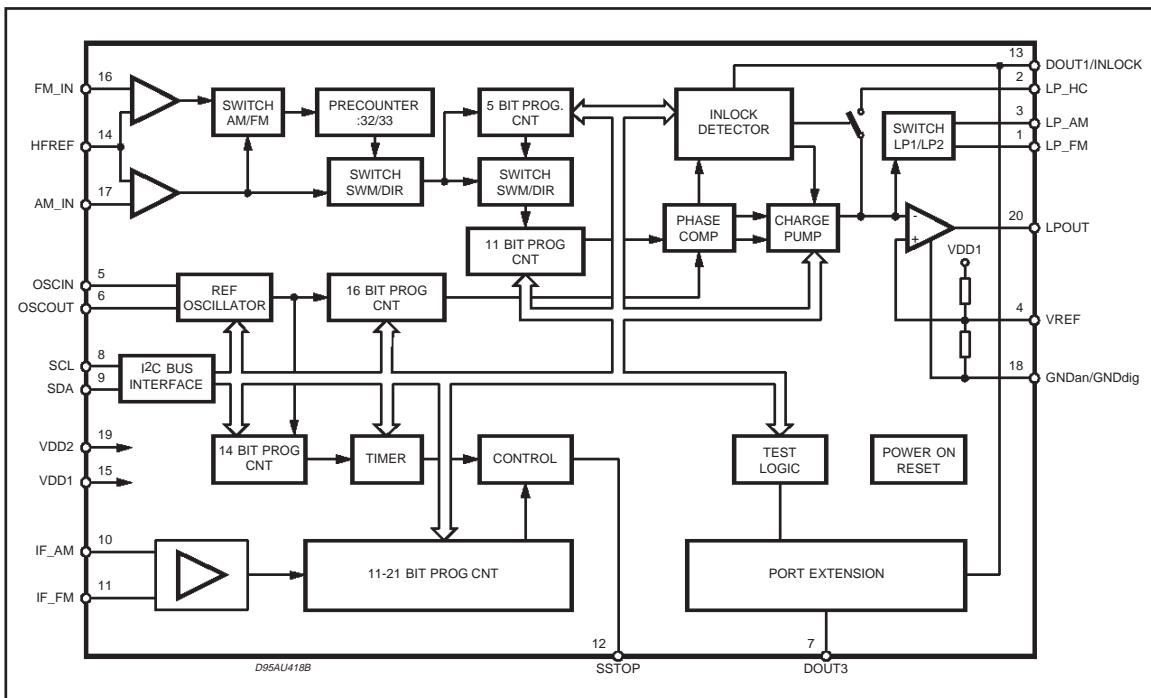 13
DOUT1/INLOCK
16
FM_IN
2
LP_HC
SWITCH
AM/FM
PRECOUNTER
:32/33
5 BIT PROG.
CNT
INLOCK
DETECTOR
SWITCH
LP1/LP2
3
LP_AM
1
LP_FM
14
HFREF
17
AM_IN
SWITCH
SWM/DIR
SWITCH
SWM/DIR
11 BIT PROG
CNT
PHASE
COMP
CHARGE
PUMP
-
+
20
LPOUT
VDD1
5
OSCIN
6
OSCOUT
REF
OSCILLATOR
16 BIT PROG
CNT
4
VREF
8
SCL
9
SDA
I2C BUS
INTERFACE
18
GNDan/GNDdig
19
VDD2
15
VDD1
14 BIT PROG
CNT
TIMER
CONTROL
TEST
LOGIC
POWER ON
RESET
10
IF_AM
11
IF_FM
11-21 BIT PROG CNT
PORT EXTENSION
12
SSTOP
7
DOUT3
D95AU418B